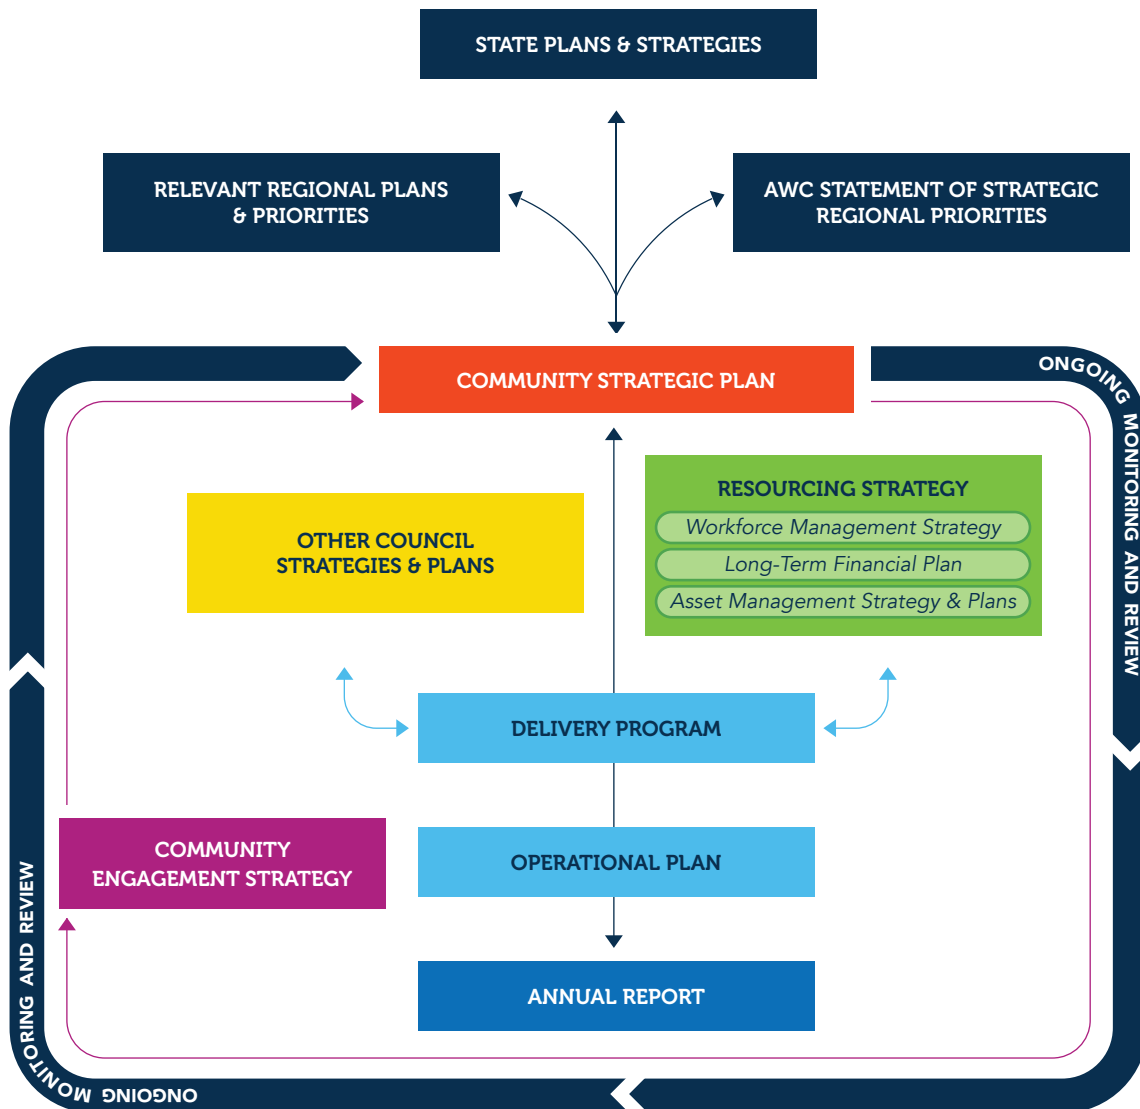 STATE PLANS & STRATEGIES
RELEVANT REGIONAL PLANS
& PRIORITIES
AWC STATEMENT OF STRATEGIC
REGIONAL PRIORITIES
COMMUNITY STRATEGIC PLAN
ONGOING MONITORING AND REVIEW
RESOURCING STRATEGY
Workforce Management Strategy
Long-Term Financial Plan
Asset Management Strategy & Plans
OTHER COUNCIL
STRATEGIES & PLANS
DELIVERY PROGRAM
COMMUNITY
ENGAGEMENT STRATEGY
OPERATIONAL PLAN
ANNUAL REPORT
ONGOING MONITORING AND REVIEW